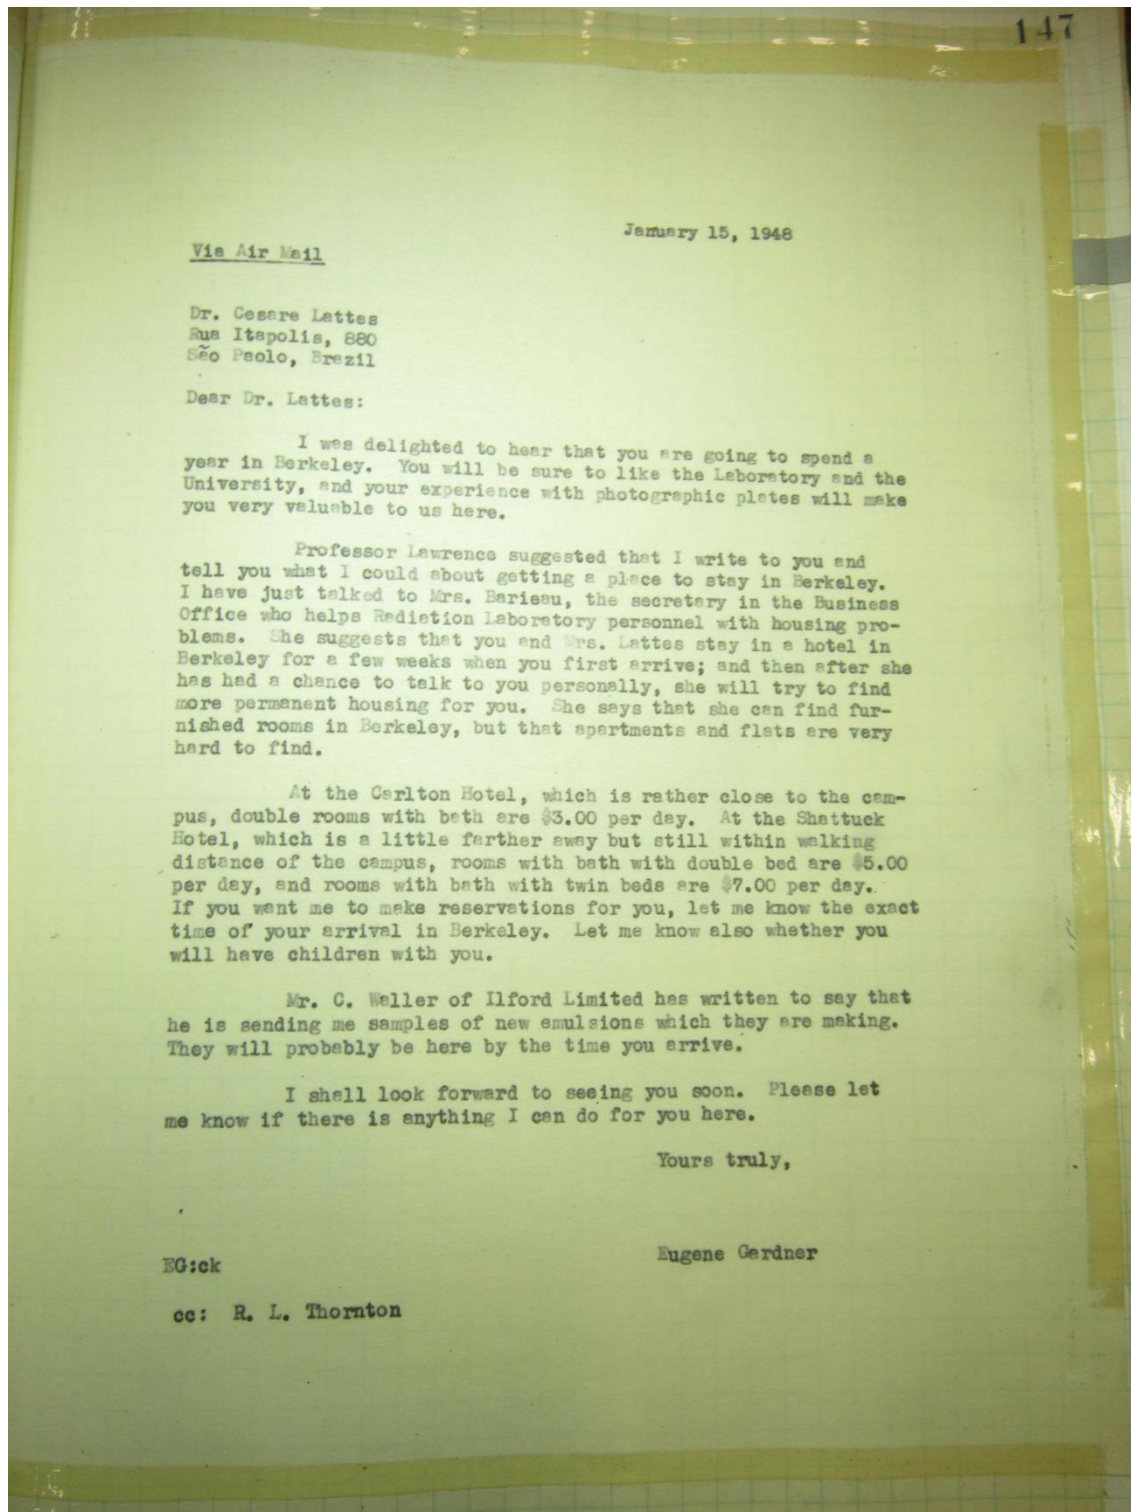 147
January 15, 1948
Via Air Mail
Dr. Cesare Lattes
Rua Itapolis, 880
São Paolo, Brazil
Dear Dr. Lattes:
I was delighted to hear that you are going to spend a
year in Berkeley. You will be sure to like the Laboratory and the
University, and your experience with photographic plates will make
you very valuable to us here.
Professor Lawrence suggested that I write to you and
tell you what I could about getting a place to stay in Berkeley.
I have just talked to Mrs. Barieau, the secretary in the Business
Office who helps Radiation Laboratory personnel with housing pro-
blems. She suggests that you and Mrs. Lattes stay in a hotel in
Berkeley for a few weeks when you first arrive; and then after she
has had a chance to talk to you personally, she will try to find
more permanent housing for you. She says that she can find fur-
nished rooms in Berkeley, but that apartments and flats are very
hard to find.
At the Carlton Hotel, which is rather close to the cam-
pus, double rooms with bath are $3.00 per day. At the Shattuck
Hotel, which is a little farther away but still within walking
distance of the campus, rooms with bath with double bed are $5.00
per day, and rooms with bath with twin beds are $7.00 per day.
If you want me to make reservations for you, let me know the exact
time of your arrival in Berkeley. Let me know also whether you
will have children with you.
Mr. C. Waller of Ilford Limited has written to say that
he is sending me samples of new emulsions which they are making.
They will probably be here by the time you arrive.
I shall look forward to seeing you soon. Please let
me know if there is anything I can do for you here.
Yours truly,
Eugene Gardner
EG:ck
cc: R. L. Thornton